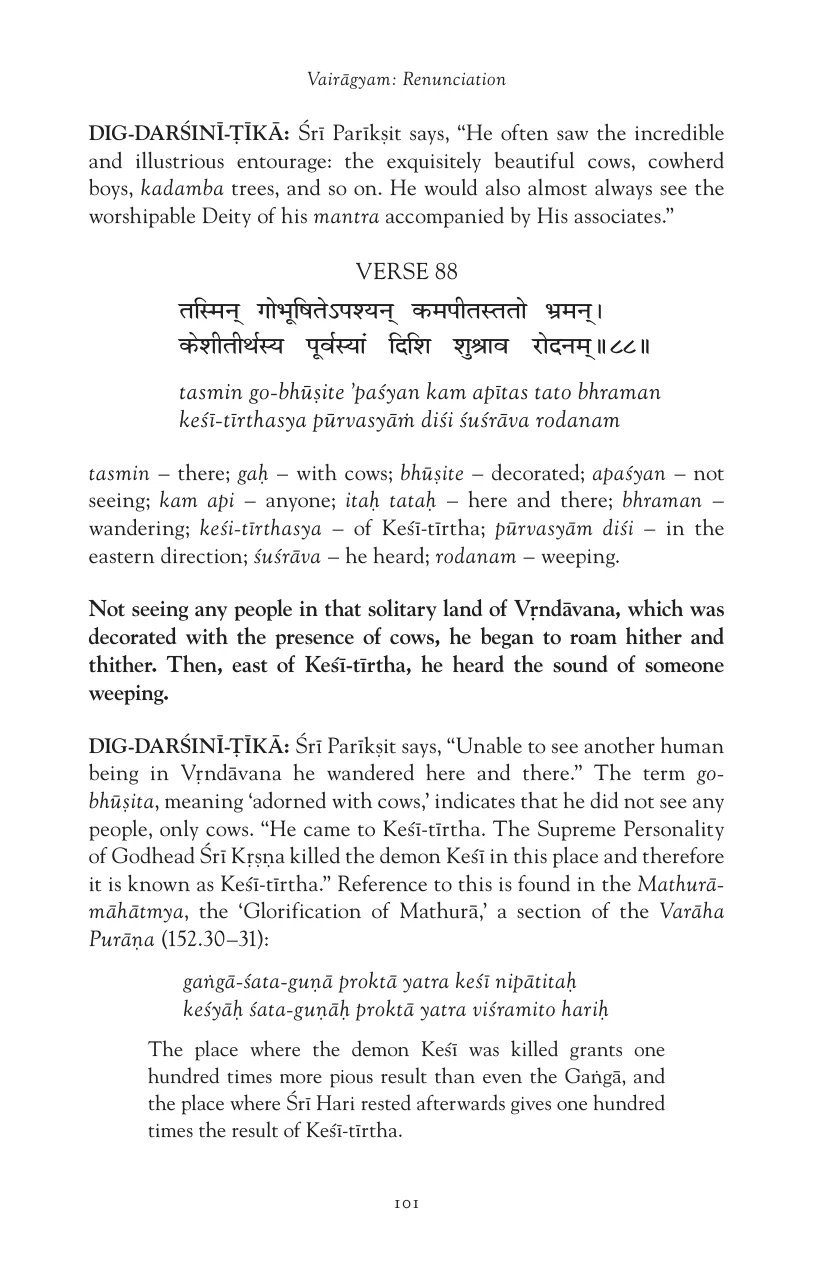 Vairāgyam: Renunciation
DIG-DARŚINĪ-ṬĪKĀ: Śrī Parīkṣit says, “He often saw the incredible
and illustrious entourage: the exquisitely beautiful cows, cowherd
boys, kadamba trees, and so on. He would also almost always see the
worshipable Deity of his mantra accompanied by His associates.”
VERSE 88
तस्मिन् गोभूषितेऽपश्यन् कमपीतस्ततो भ्रमन्।
केशीतीर्थस्य पूर्वस्यां दिशि शुश्राव रोदनम्॥८८॥
tasmin go-bhūṣite ’paśyan kam apītas tato bhraman
keśī-tīrthasya pūrvasyāṁ diśi śuśrāva rodanam
tasmin – there; gaḥ – with cows; bhūṣite – decorated; apaśyan – not
seeing; kam api – anyone; itaḥ tataḥ – here and there; bhraman –
wandering; keśi-tīrthasya – of Keśī-tīrtha; pūrvasyām diśi – in the
eastern direction; śuśrāva – he heard; rodanam – weeping.
Not seeing any people in that solitary land of Vṛndāvana, which was
decorated with the presence of cows, he began to roam hither and
thither. Then, east of Keśī-tīrtha, he heard the sound of someone
weeping.
DIG-DARŚINĪ-ṬĪKĀ: Śrī Parīkṣit says, “Unable to see another human
being in Vṛndāvana he wandered here and there.” The term go-
bhūṣita, meaning ‘adorned with cows,’ indicates that he did not see any
people, only cows. “He came to Keśī-tīrtha. The Supreme Personality
of Godhead Śrī Kṛṣṇa killed the demon Keśī in this place and therefore
it is known as Keśī-tīrtha.” Reference to this is found in the Mathurā-
māhātmya, the ‘Glorification of Mathurā,’ a section of the Varāha
Purāṇa (152.30–31):
gaṅgā-śata-guṇā proktā yatra keśī nipātitaḥ
keśyāḥ śata-guṇāḥ proktā yatra viśramito hariḥ
The place where the demon Keśī was killed grants one
hundred times more pious result than even the Gaṅgā, and
the place where Śrī Hari rested afterwards gives one hundred
times the result of Keśī-tīrtha.
101